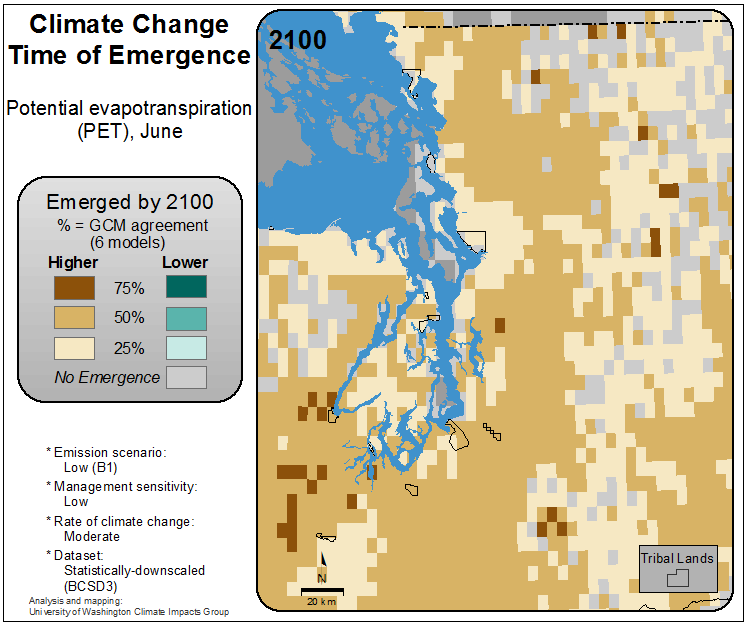 Climate Change
Time of Emergence
Potential evapotranspiration
(PET), June
Emerged by 2100
% = GCM agreement
(6 models)
Higher Lower
75%
50%
25%
No Emergence
* Emission scenario:
Low (B1)
* Management sensitivity:
Low
* Rate of climate change:
Moderate
* Dataset:
Statistically-downscaled
(BCSD3)
Analysis and mapping:
University of Washington Climate Impacts Group
2100
N
20 km
Tribal Lands